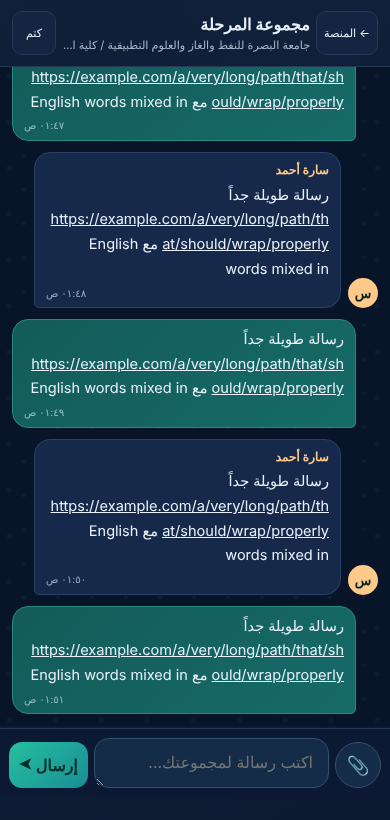 ← المنصة
مجموعة المرحلة
جامعة البصرة للنفط والغاز والعلوم التطبيقية / كلية ا...
كتم
https://example.com/a/very/long/path/that/sh
ould/wrap/properly مع English words mixed in
٠١:٤٧ ص
سارة أحمد
رسالة طويلة جداً
https://example.com/a/very/long/path/th
at/should/wrap/properly مع English
words mixed in
٠١:٤٨ ص
س
رسالة طويلة جداً
https://example.com/a/very/long/path/that/sh
ould/wrap/properly مع English words mixed in
٠١:٤٩ ص
سارة أحمد
رسالة طويلة جداً
https://example.com/a/very/long/path/th
at/should/wrap/properly مع English
words mixed in
٠١:٥٠ ص
س
رسالة طويلة جداً
https://example.com/a/very/long/path/that/sh
ould/wrap/properly مع English words mixed in
٠١:٥١ ص
اكتب رسالة لمجموعتك...
إرسال ➤